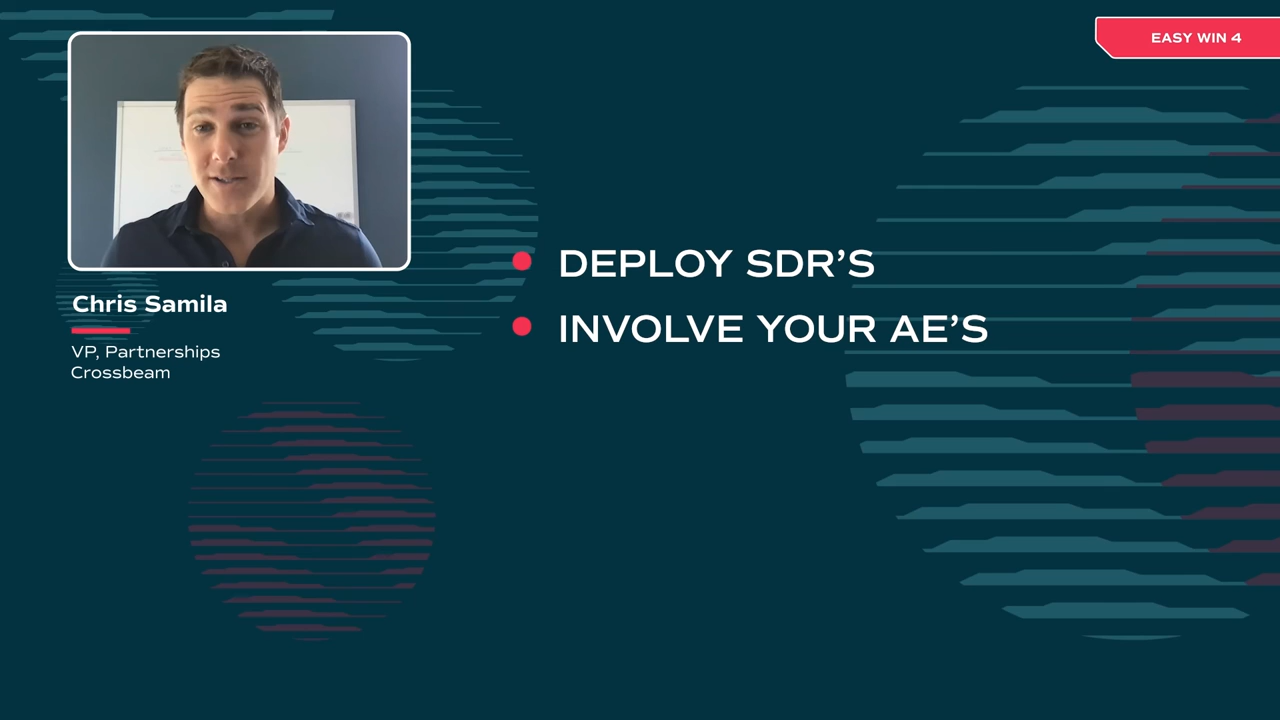 EASY WIN 4
Chris Samila
VP, Partnerships
Crossbeam
DEPLOY SDR’S
INVOLVE YOUR AE’S